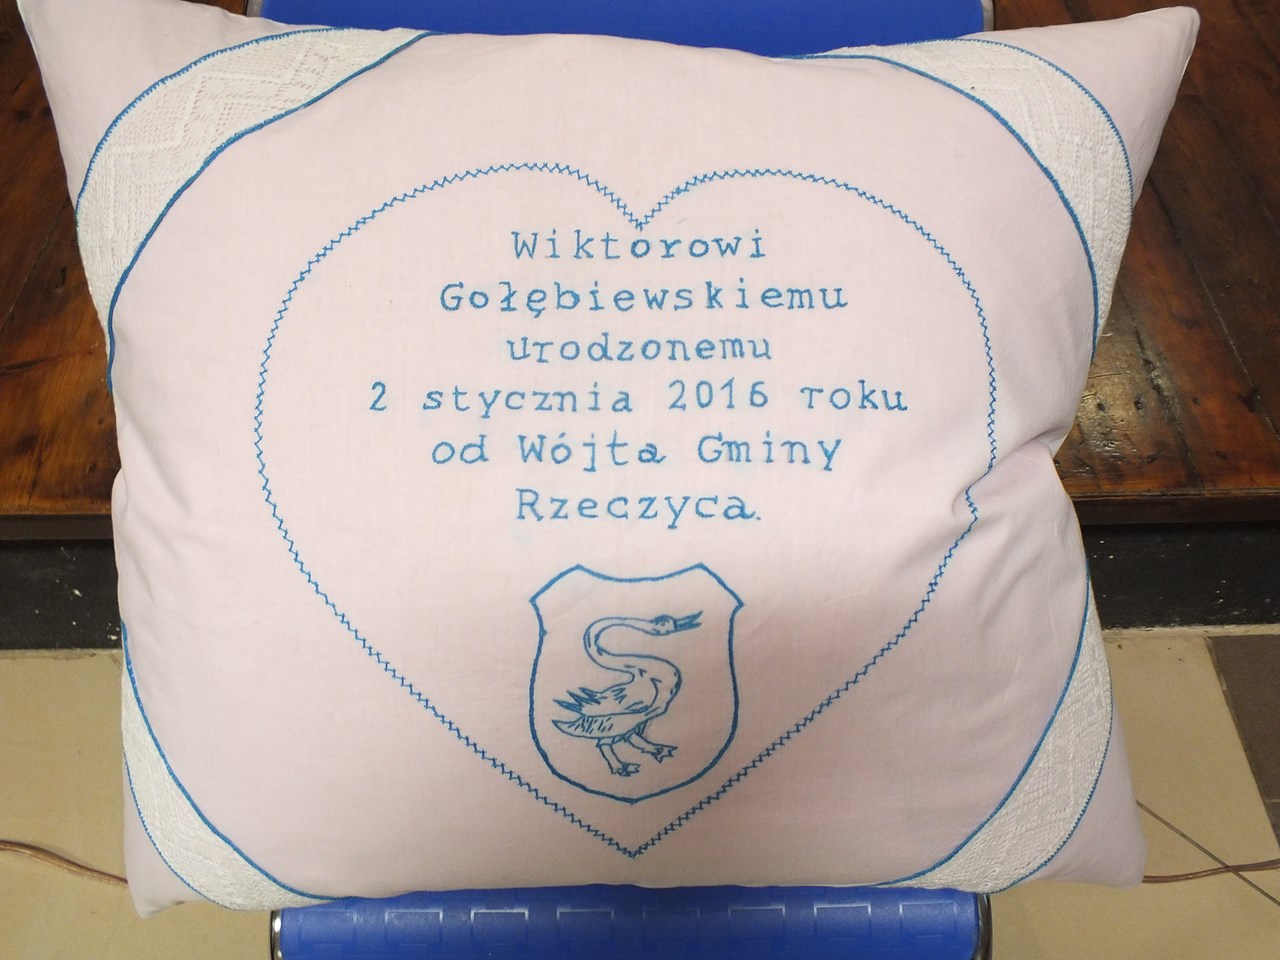 Wiktorowi
Gołębiewskiemu
urodzonemu
2 stycznia 2016 roku
od Wójta Gminy
Rzeczyca.